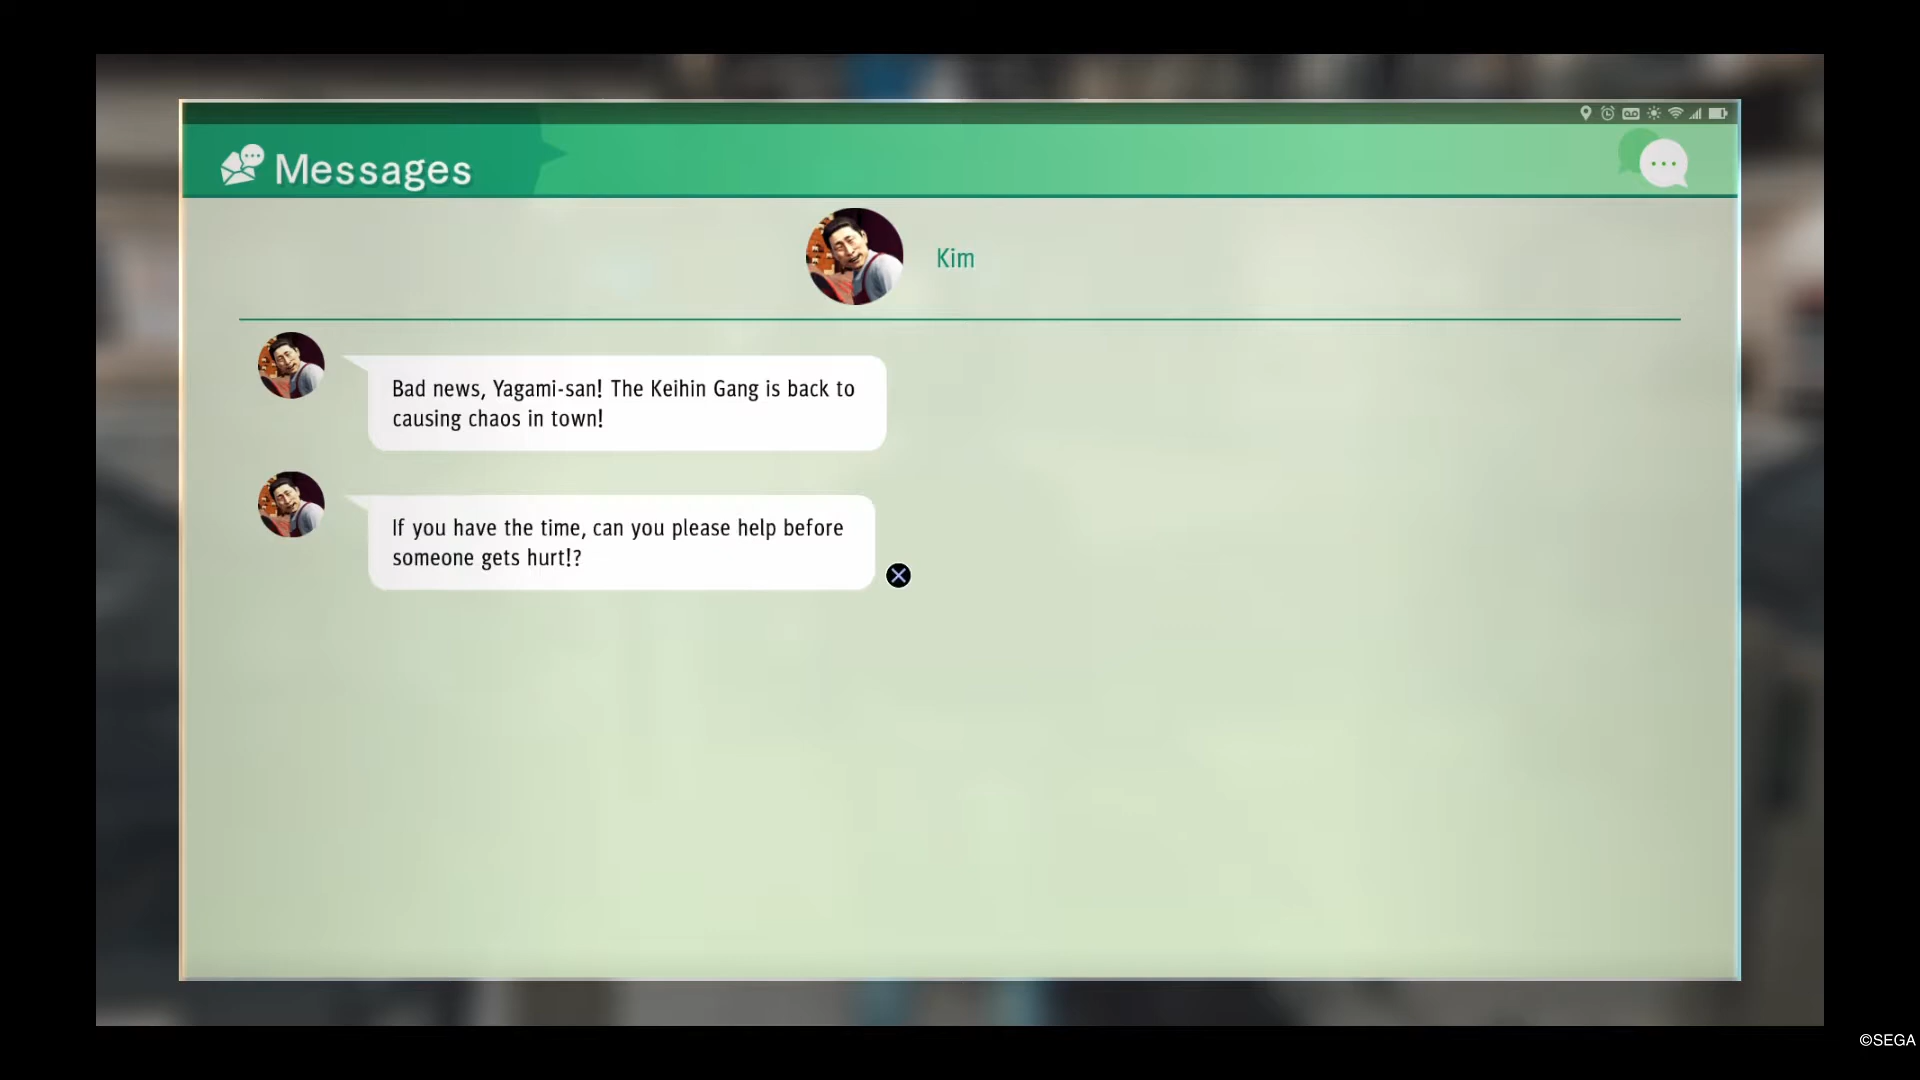 Messages
Kim
Bad news, Yagami-san! The Keihin Gang is back to
causing chaos in town!
If you have the time, can you please help before
someone gets hurt!?
©SEGA